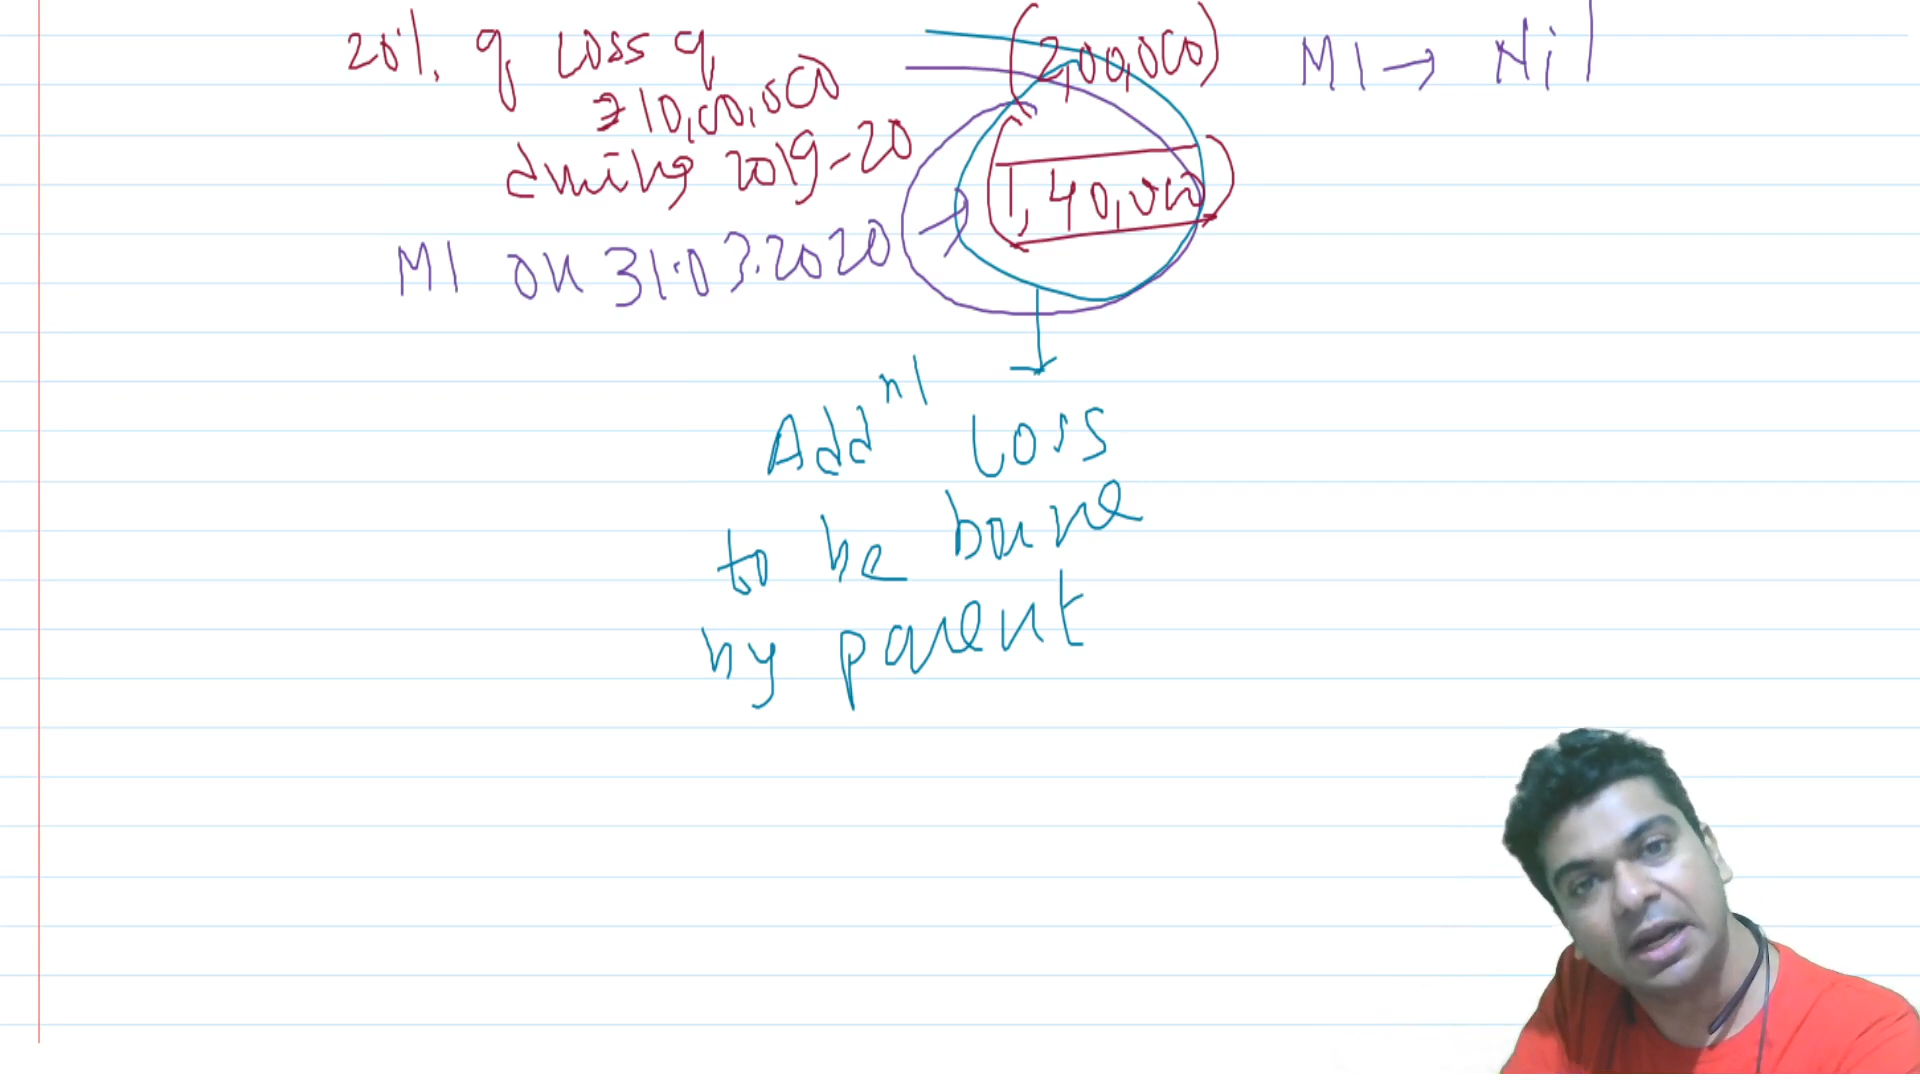 20% of loss of (2,00,000) MI → Nil
₹10,00,000
during 2019-20
MI on 31.03.2020 → (1,40,000)
Addnl Loss
to be borne
by parent